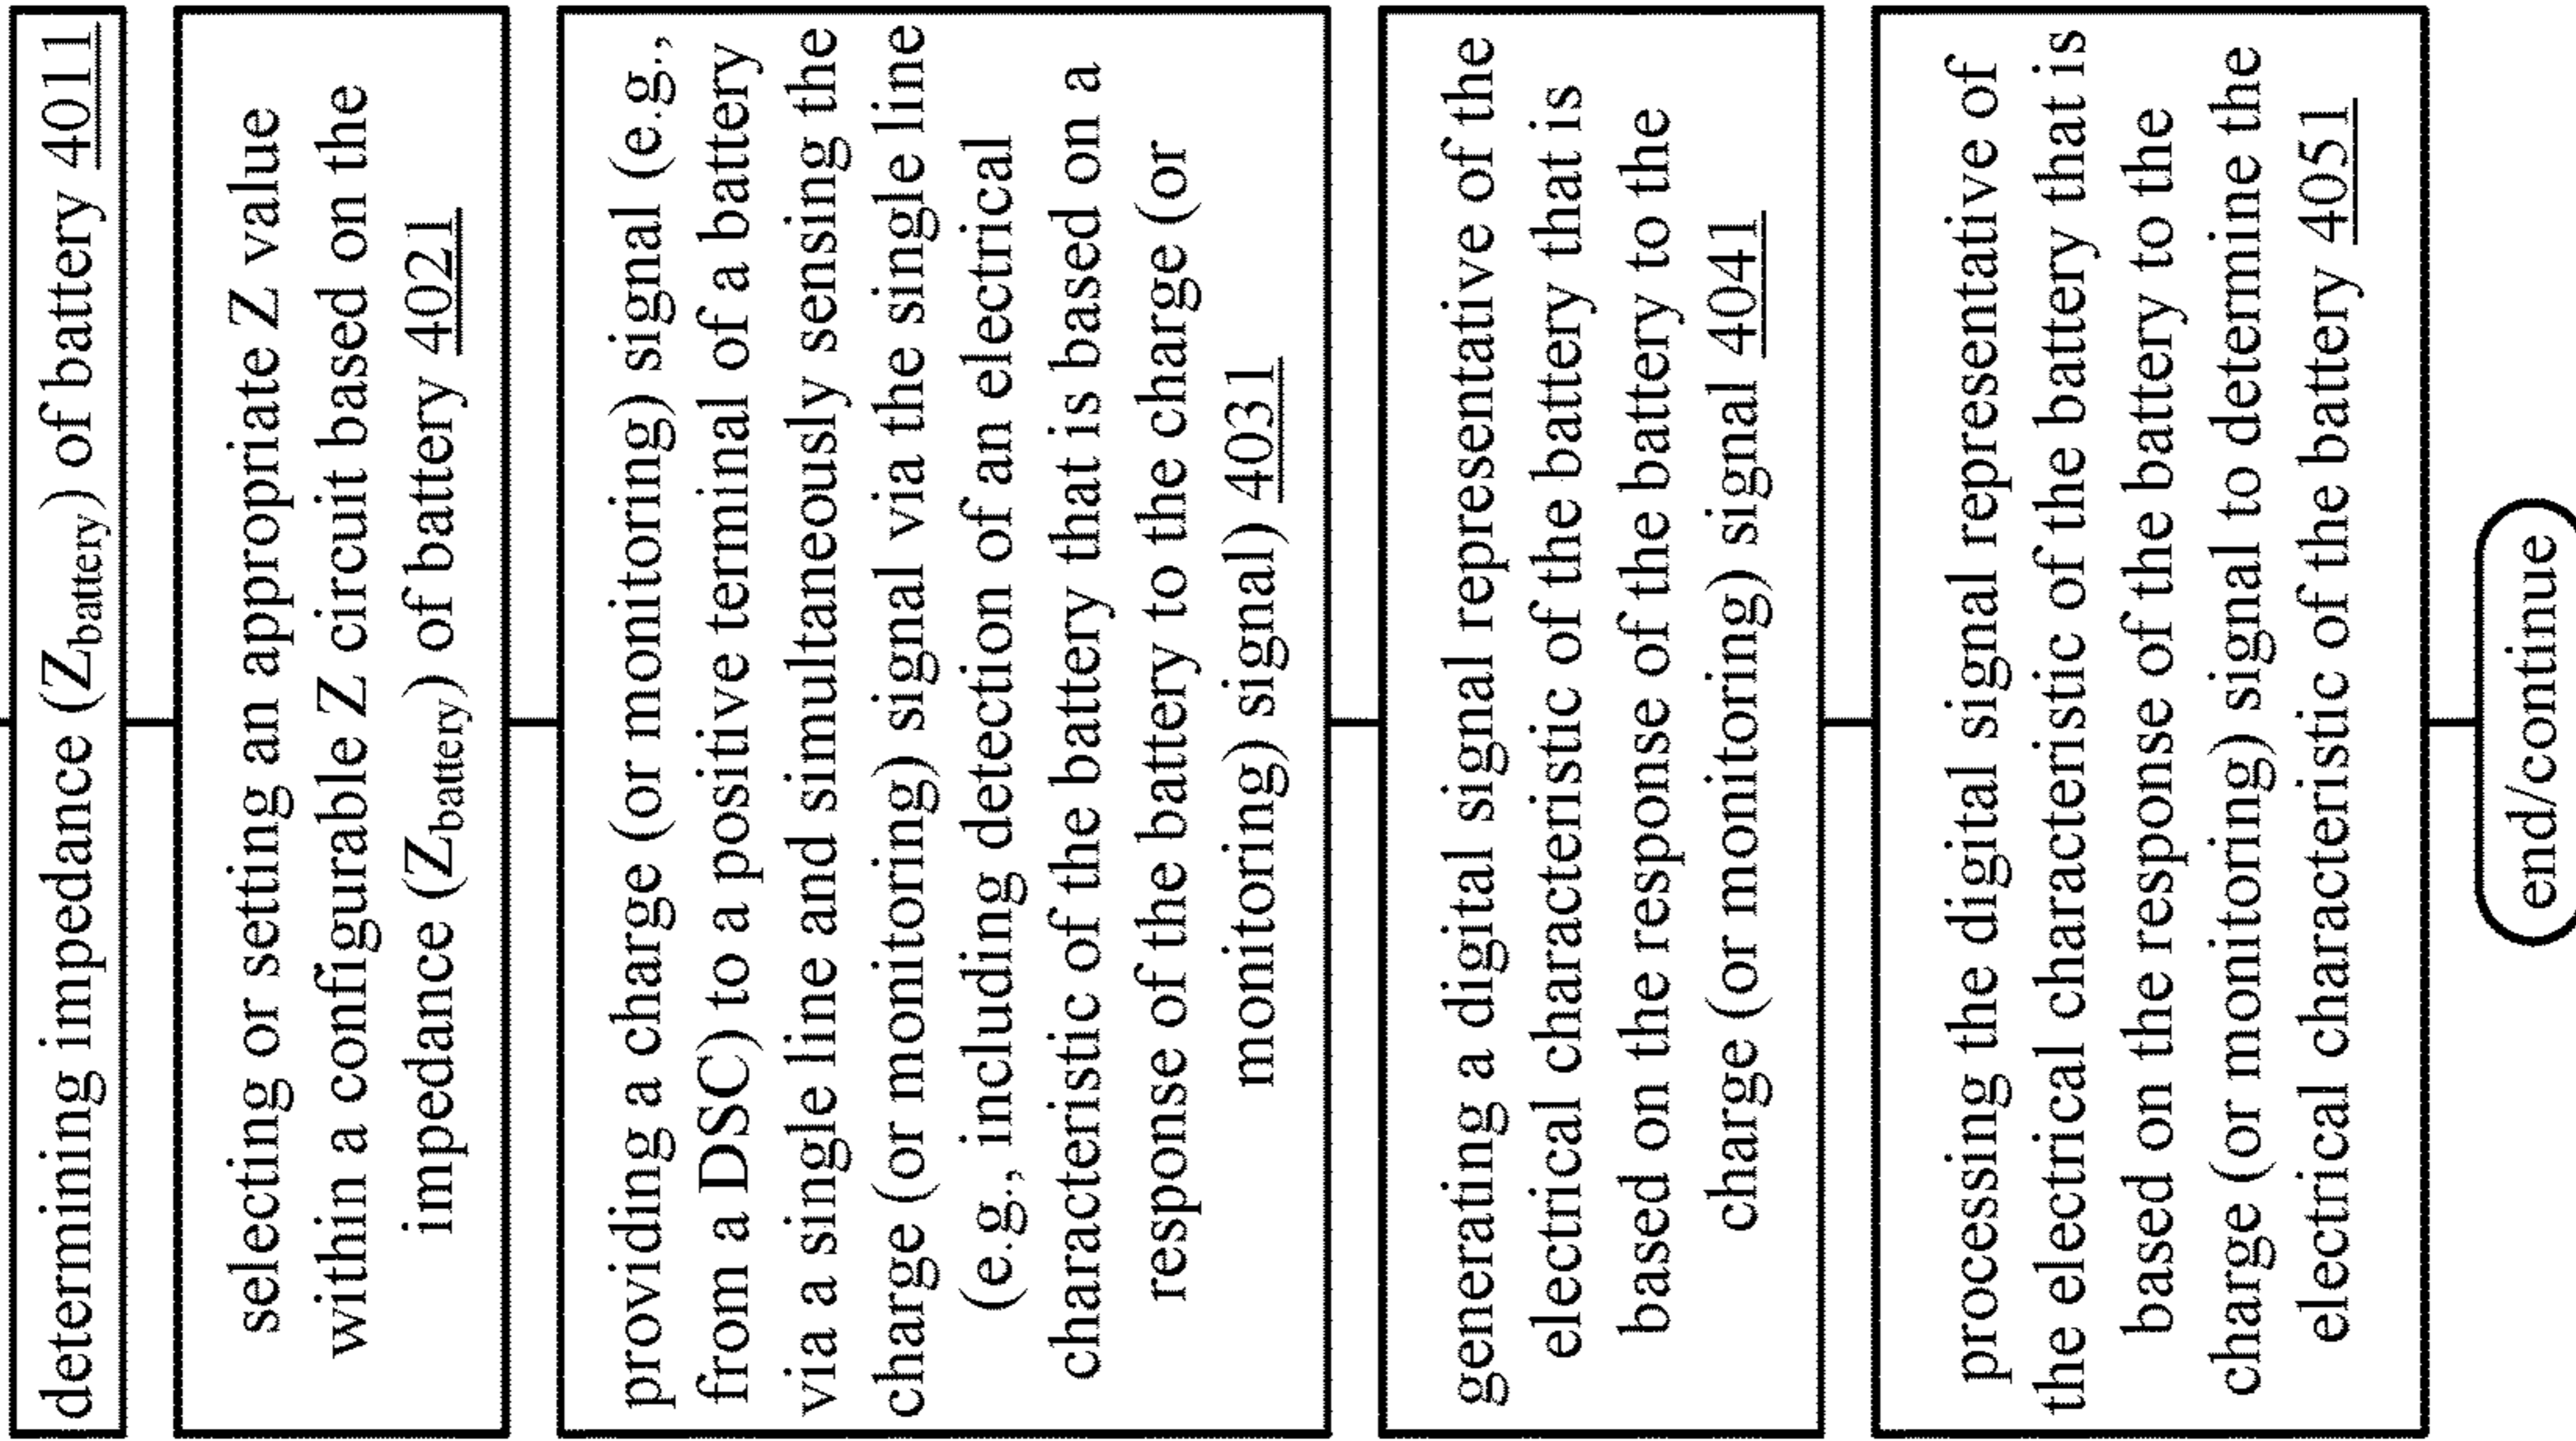 determining impedance (Zbattery) of battery 4011
selecting or setting an appropriate Z value
within a configurable Z circuit based on the
impedance (Zbattery) of battery 4021
providing a charge (or monitoring) signal (e.g.,
from a DSC) to a positive terminal of a battery
via a single line and simultaneously sensing the
charge (or monitoring) signal via the single line
(e.g., including detection of an electrical
characteristic of the battery that is based on a
response of the battery to the charge (or
monitoring) signal) 4031
generating a digital signal representative of the
electrical characteristic of the battery that is
based on the response of the battery to the
charge (or monitoring) signal 4041
processing the digital signal representative of
the electrical characteristic of the battery that is
based on the response of the battery to the
charge (or monitoring) signal to determine the
electrical characteristic of the battery 4051
end/continue